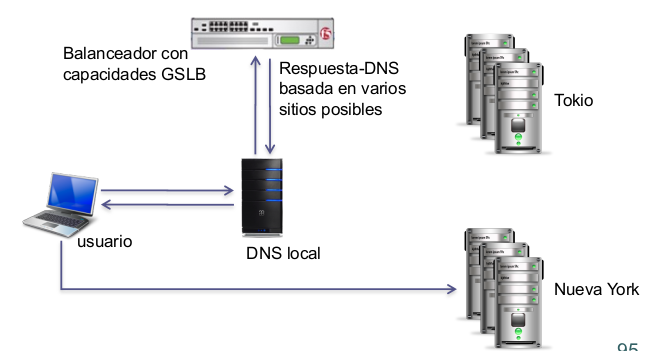 Balanceador con
capacidades GSLB
Respuesta-DNS
basada en varios
sitios posibles
Tokio
usuario
DNS local
Nueva York
95